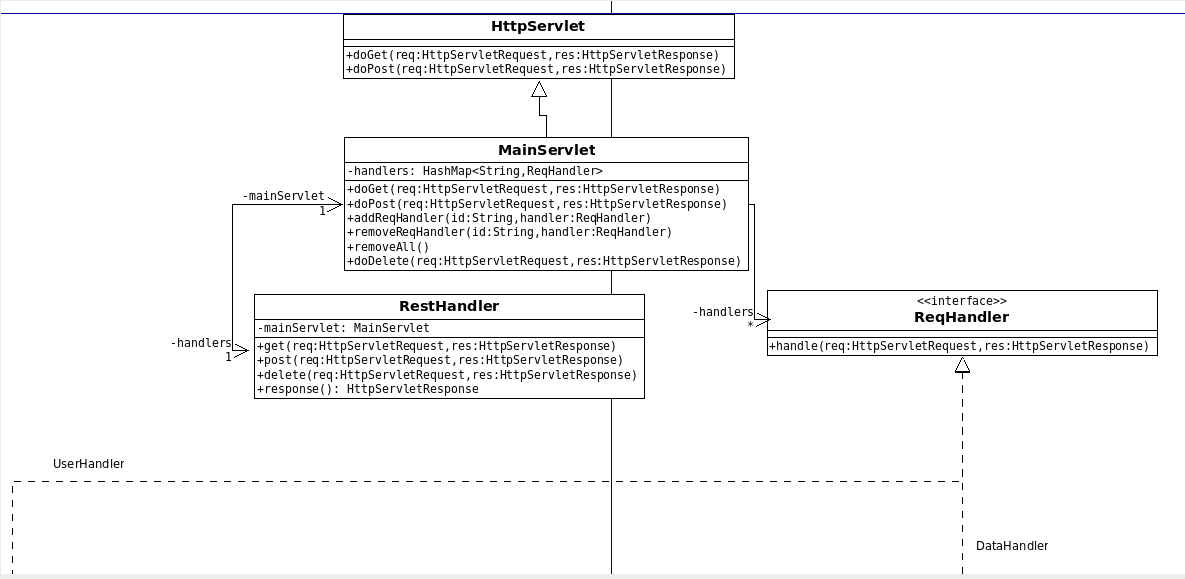 HttpServlet
+doGet(req:HttpServletRequest,res:HttpServletResponse)
+doPost(req:HttpServletRequest,res:HttpServletResponse)
MainServlet
-handlers: HashMap<String,ReqHandler>
+doGet(req:HttpServletRequest,res:HttpServletResponse)
+doPost(req:HttpServletRequest,res:HttpServletResponse)
+addReqHandler(id:String,handler:ReqHandler)
+removeReqHandler(id:String,handler:ReqHandler)
+removeAll()
+doDelete(req:HttpServletRequest,res:HttpServletResponse)
-mainServlet
1
RestHandler
-mainServlet: MainServlet
+get(req:HttpServletRequest,res:HttpServletResponse)
+post(req:HttpServletRequest,res:HttpServletResponse)
+delete(req:HttpServletRequest,res:HttpServletResponse)
+response(): HttpServletResponse
-handlers
1
-handlers
*
<<interface>>
ReqHandler
+handle(req:HttpServletRequest,res:HttpServletResponse)
UserHandler
DataHandler